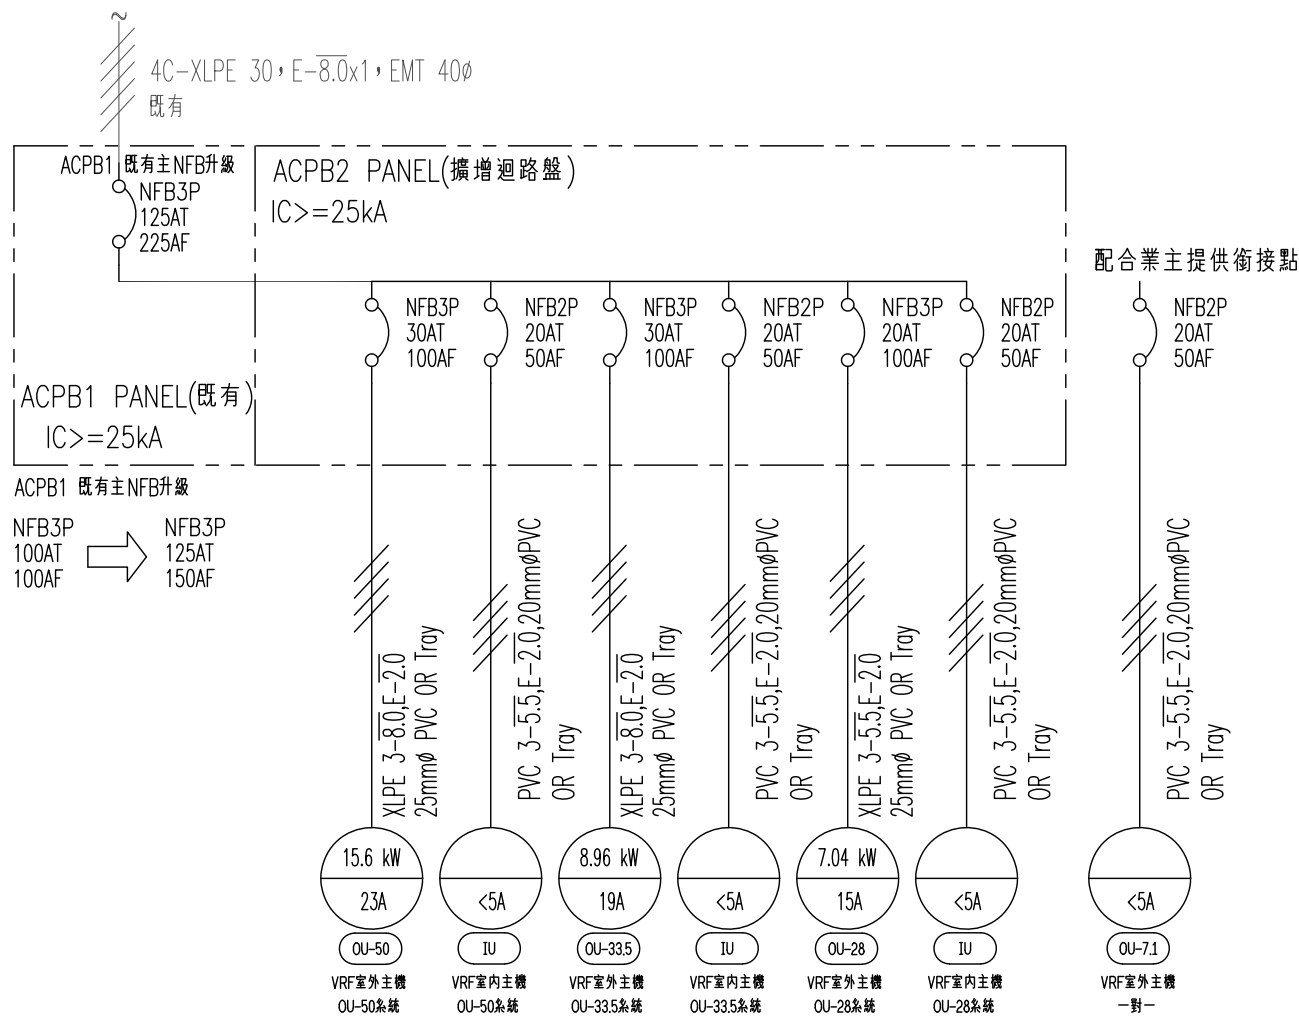 4C-XLPE 30，E-8.0x1，EMT 40ø
既有
ACPB1 既有主NFB升級
NFB3P
125AT
225AF
ACPB2 PANEL(擴增迴路盤)
IC>=25kA
配合業主提供銜接點
NFB3P
30AT
100AF
NFB2P
20AT
50AF
NFB3P
30AT
100AF
NFB2P
20AT
50AF
NFB3P
20AT
100AF
NFB2P
20AT
50AF
NFB2P
20AT
50AF
ACPB1 PANEL(既有)
IC>=25kA
ACPB1 既有主NFB升級
NFB3P
100AT
100AF
NFB3P
125AT
150AF
XLPE 3-8.0,E-2.0
25mmø PVC OR Tray
PVC 3-5.5,E-2.0,20mmøPVC
OR Tray
XLPE 3-8.0,E-2.0
25mmø PVC OR Tray
PVC 3-5.5,E-2.0,20mmøPVC
OR Tray
XLPE 3-5.5,E-2.0
25mmø PVC OR Tray
PVC 3-5.5,E-2.0,20mmøPVC
OR Tray
PVC 3-5.5,E-2.0,20mmøPVC
OR Tray
15.6 kW
23A
OU-50
VRF室外主機
OU-50系統
<5A
IU
VRF室內主機
OU-50系統
8.96 kW
19A
OU-33.5
VRF室外主機
OU-33.5系統
<5A
IU
VRF室內主機
OU-33.5系統
7.04 kW
15A
OU-28
VRF室外主機
OU-28系統
<5A
IU
VRF室內主機
OU-28系統
<5A
OU-7.1
VRF室外主機
一對一